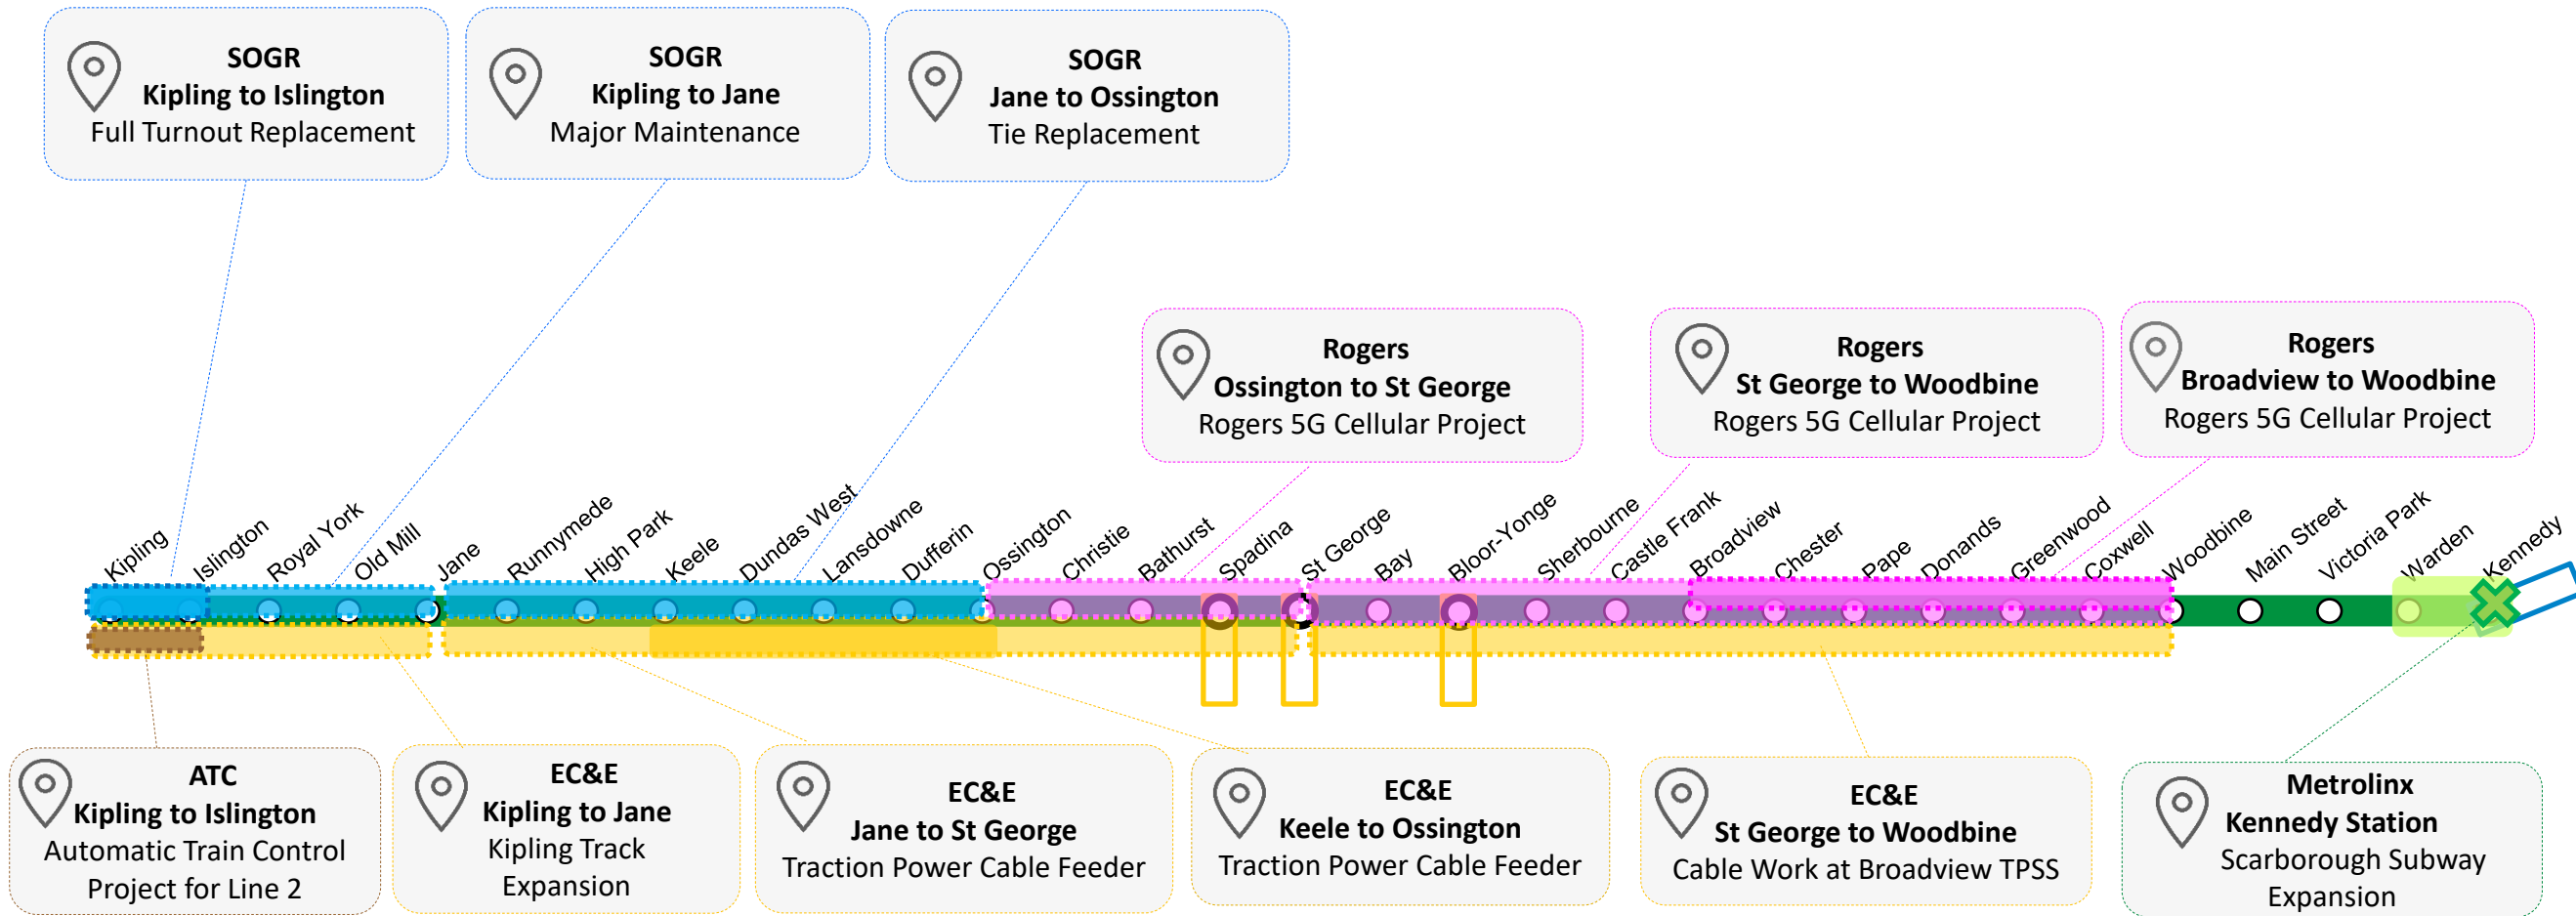 SOGR
Kipling to Islington
Full Turnout Replacement
SOGR
Kipling to Jane
Major Maintenance
SOGR
Jane to Ossington
Tie Replacement
Rogers
Ossington to St George
Rogers 5G Cellular Project
Rogers
St George to Woodbine
Rogers 5G Cellular Project
Rogers
Broadview to Woodbine
Rogers 5G Cellular Project
Kipling
Islington
Royal York
Old Mill
Jane
Runnymede
High Park
Keele
Dundas West
Lansdowne
Dufferin
Ossington
Christie
Bathurst
Spadina
St George
Bay
Bloor-Yonge
Sherbourne
Castle Frank
Broadview
Chester
Pape
Donands
Greenwood
Coxwell
Woodbine
Main Street
Victoria Park
Warden
Kennedy
ATC
Kipling to Islington
Automatic Train Control
Project for Line 2
EC&E
Kipling to Jane
Kipling Track
Expansion
EC&E
Jane to St George
Traction Power Cable Feeder
EC&E
Keele to Ossington
Traction Power Cable Feeder
EC&E
St George to Woodbine
Cable Work at Broadview TPSS
Metrolinx
Kennedy Station
Scarborough Subway
Expansion